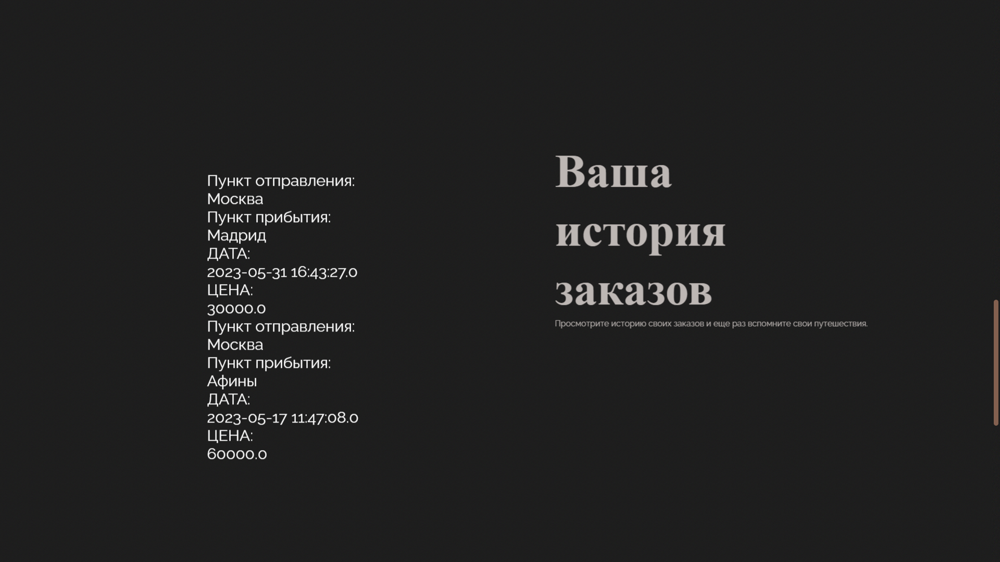 Пункт отправления:
Москва
Пункт прибытия:
Мадрид
ДАТА:
2023-05-31 16:43:27.0
ЦЕНА:
30000.0
Пункт отправления:
Москва
Пункт прибытия:
Афины
ДАТА:
2023-05-17 11:47:08.0
ЦЕНА:
60000.0
Ваша
история
заказов
Просмотрите историю своих заказов и еще раз вспомните свои путешествия.